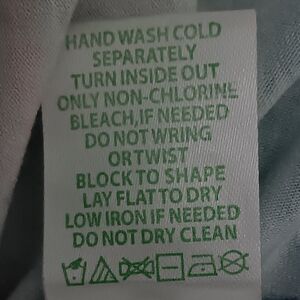 HAND WASH COLD
SEPARATELY
TURN INSIDE OUT
ONLY NON-CHLORINE
BLEACH,IF NEEDED
DO NOT WRING
OR TWIST
BLOCK TO SHAPE
LAY FLAT TO DRY
LOW IRON IF NEEDED
DO NOT DRY CLEAN